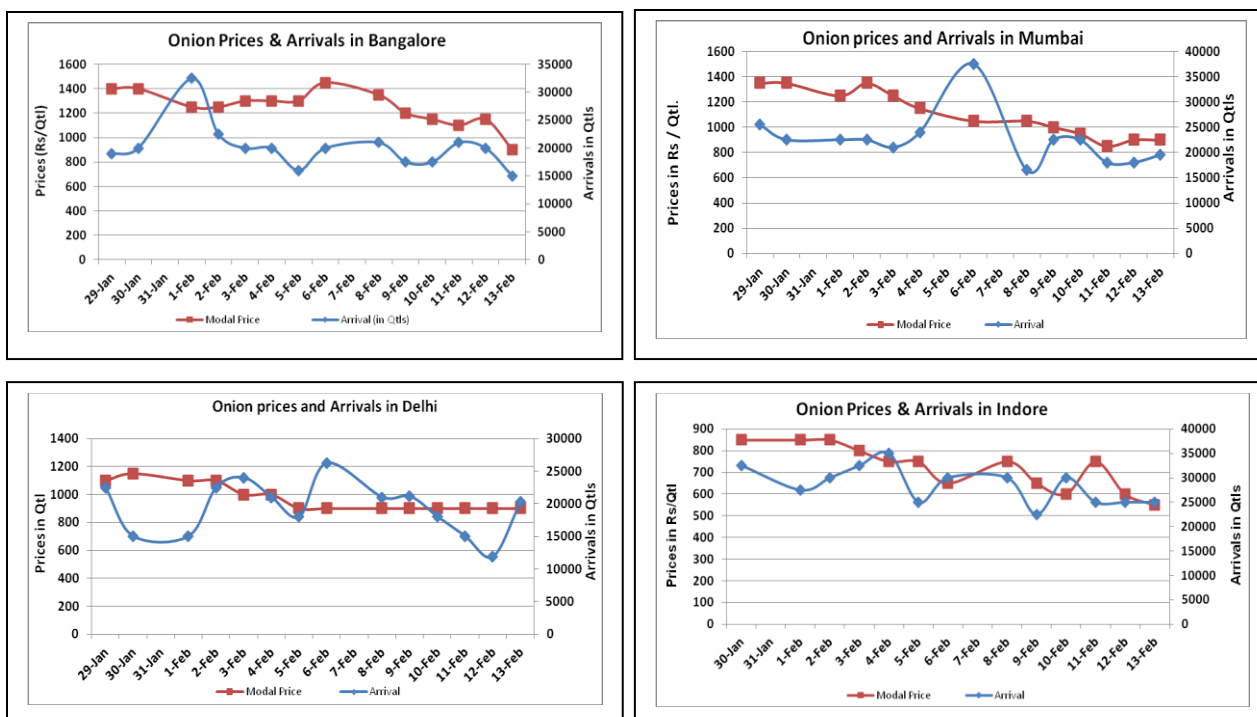 Onion Prices & Arrivals in Bangalore
Prices (Rs/Qtl)
1600
1400
1200
1000
800
600
400
200
0
35000
30000
25000
20000
15000
10000
5000
0
Arrivals in Qtls
29-Jan
30-Jan
31-Jan
1-Feb
2-Feb
3-Feb
4-Feb
5-Feb
6-Feb
7-Feb
8-Feb
9-Feb
10-Feb
11-Feb
12-Feb
13-Feb
Modal Price
Arrival (in Qtls)
Onion prices and Arrivals in Mumbai
Prices in Rs / Qtl.
1600
1400
1200
1000
800
600
400
200
0
40000
35000
30000
25000
20000
15000
10000
5000
0
Arrivals in Qtls
29-Jan
30-Jan
31-Jan
1-Feb
2-Feb
3-Feb
4-Feb
5-Feb
6-Feb
7-Feb
8-Feb
9-Feb
10-Feb
11-Feb
12-Feb
13-Feb
Modal Price
Arrival
Onion prices and Arrivals in Delhi
Prices in Qtl
1400
1200
1000
800
600
400
200
0
30000
25000
20000
15000
10000
5000
0
Arrivals in Qtls
29-Jan
30-Jan
31-Jan
1-Feb
2-Feb
3-Feb
4-Feb
5-Feb
6-Feb
7-Feb
8-Feb
9-Feb
10-Feb
11-Feb
12-Feb
13-Feb
Modal Price
Arrival
Onion Prices & Arrivals in Indore
Prices in Rs/Qtl
900
800
700
600
500
400
300
200
100
0
40000
35000
30000
25000
20000
15000
10000
5000
0
Arrivals in Qtls
30-Jan
31-Jan
1-Feb
2-Feb
3-Feb
4-Feb
5-Feb
6-Feb
7-Feb
8-Feb
9-Feb
10-Feb
11-Feb
12-Feb
13-Feb
Modal Price
Arrival